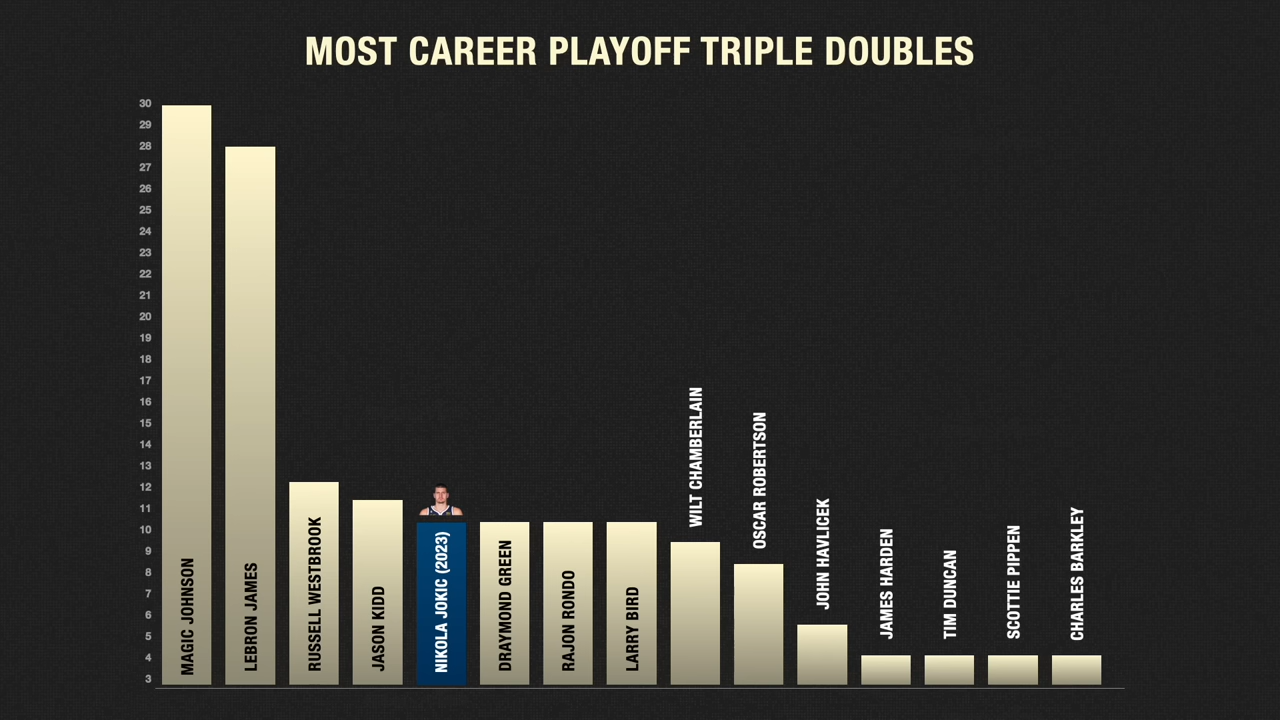 MOST CAREER PLAYOFF TRIPLE DOUBLES
30
29
28
27
26
25
24
23
22
21
20
19
18
17
16
15
14
13
12
11
10
9
8
7
6
5
4
3
MAGIC JOHNSON
LEBRON JAMES
RUSSELL WESTBROOK
JASON KIDD
NIKOLA JOKIC (2023)
DRAYMOND GREEN
RAJON RONDO
LARRY BIRD
WILT CHAMBERLAIN
OSCAR ROBERTSON
JOHN HAVLICEK
JAMES HARDEN
TIM DUNCAN
SCOTTIE PIPPEN
CHARLES BARKLEY